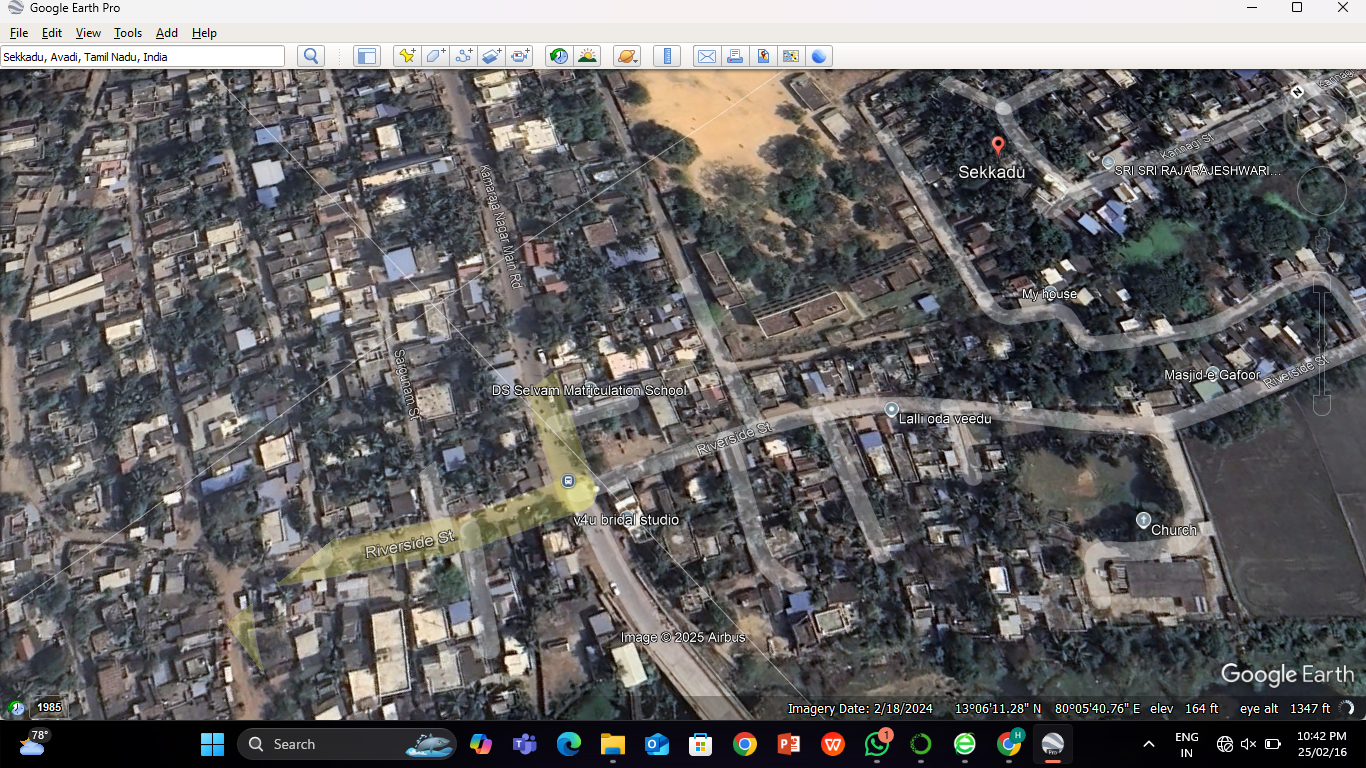 Google Earth Pro
File Edit View Tools Add Help
Sekkadu, Avadi, Tamil Nadu, India
N
Kannagi St
SRI SRI RAJARAJESHWARI...
Sekkadu
Kamaraja Nagar Main Rd
My house
Sargunam St
DS Selvam Matriculation School
Masjid-e-Gafoor
Riverside St
Lalli oda veedu
Riverside St
v4u bridal studio
Church
Riverside St
Image © 2025 Airbus
Google Earth
1985
Imagery Date: 2/18/2024 13°06'11.28" N 80°05'40.76" E elev 164 ft eye alt 1347 ft
78°
Search
1
H
Pro
ENG
IN
10:42 PM
25/02/16